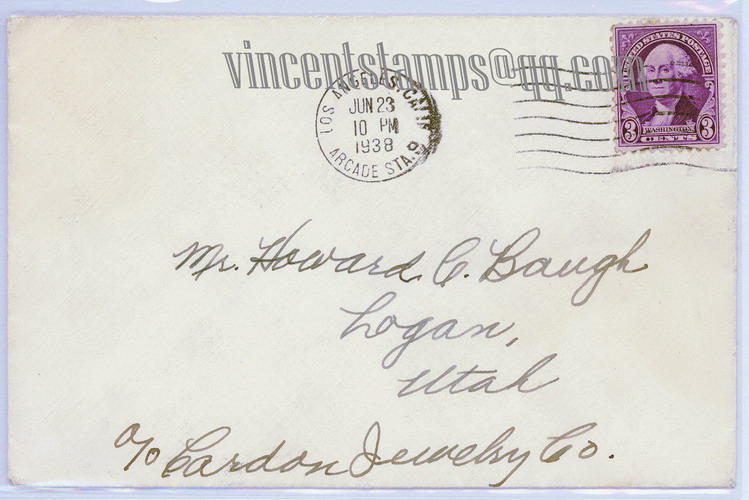 vincentstamps@qq.com
UNITED STATES POSTAGE
3 WASHINGTON 3
CENTS
LOS ANGELES, CALIF.
JUN 23
10 PM
1938
ARCADE STA.
Mr. Howard C. Baugh
Logan,
Utah
c/o Cardon Jewelry Co.